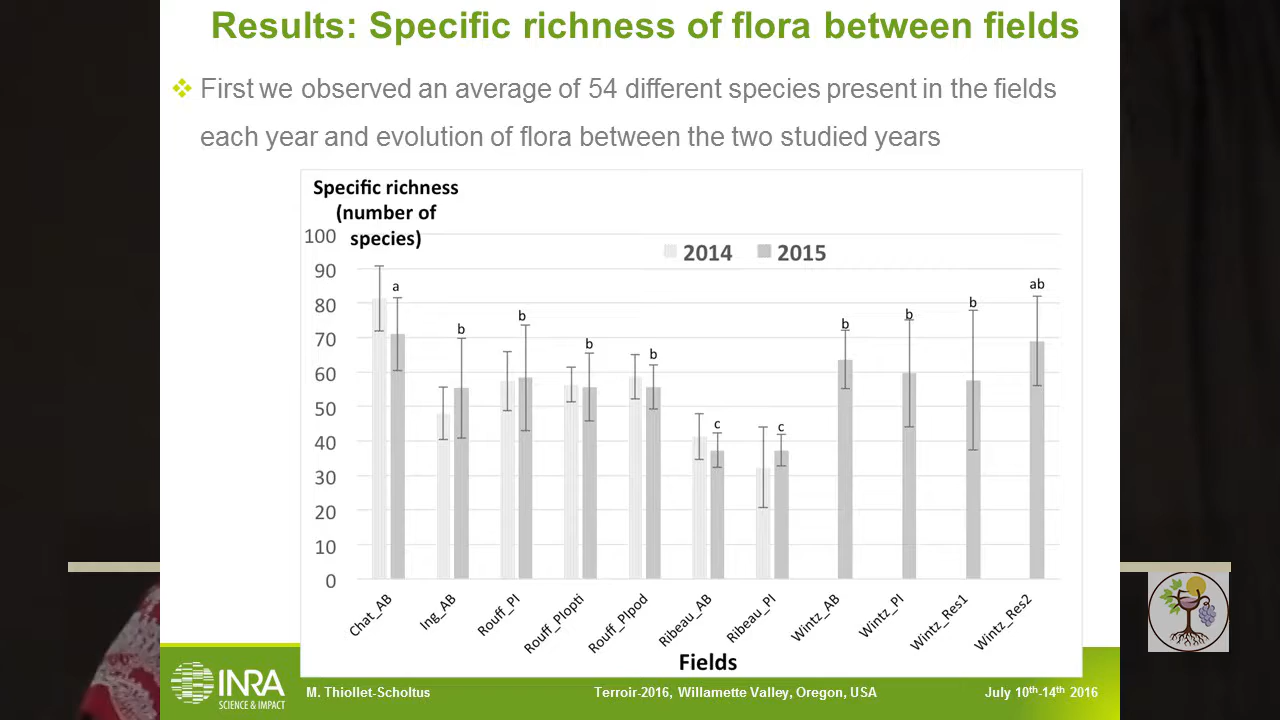 Results: Specific richness of flora between fields
First we observed an average of 54 different species present in the fields
each year and evolution of flora between the two studied years
Specific richness
(number of
species)
2014 2015
100
90
80
70
60
50
40
30
20
10
0
a
b
b
b
b
c
c
b
b
b
ab
Chat_AB
Ing_AB
Rouff_PI
Rouff_PIopti
Rouff_PIpod
Ribeau_AB
Ribeau_PI
Wintz_AB
Wintz_PI
Wintz_Res1
Wintz_Res2
Fields
INRA
SCIENCE & IMPACT
M. Thiollet-Scholtus
Terroir-2016, Willamette Valley, Oregon, USA
July 10th-14th 2016